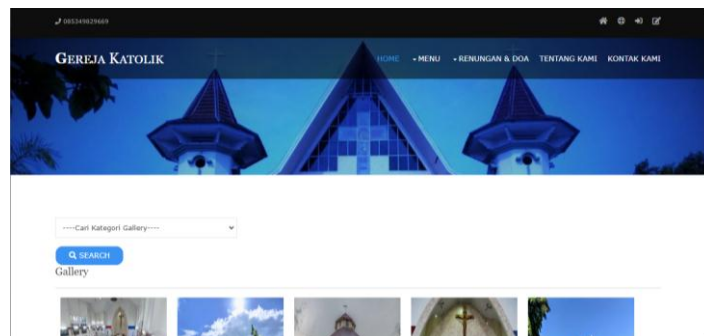 085349829669
GEREJA KATOLIK
HOME MENU RENUNGAN & DOA TENTANG KAMI KONTAK KAMI
----Cari Kategori Gallery----
SEARCH
Gallery